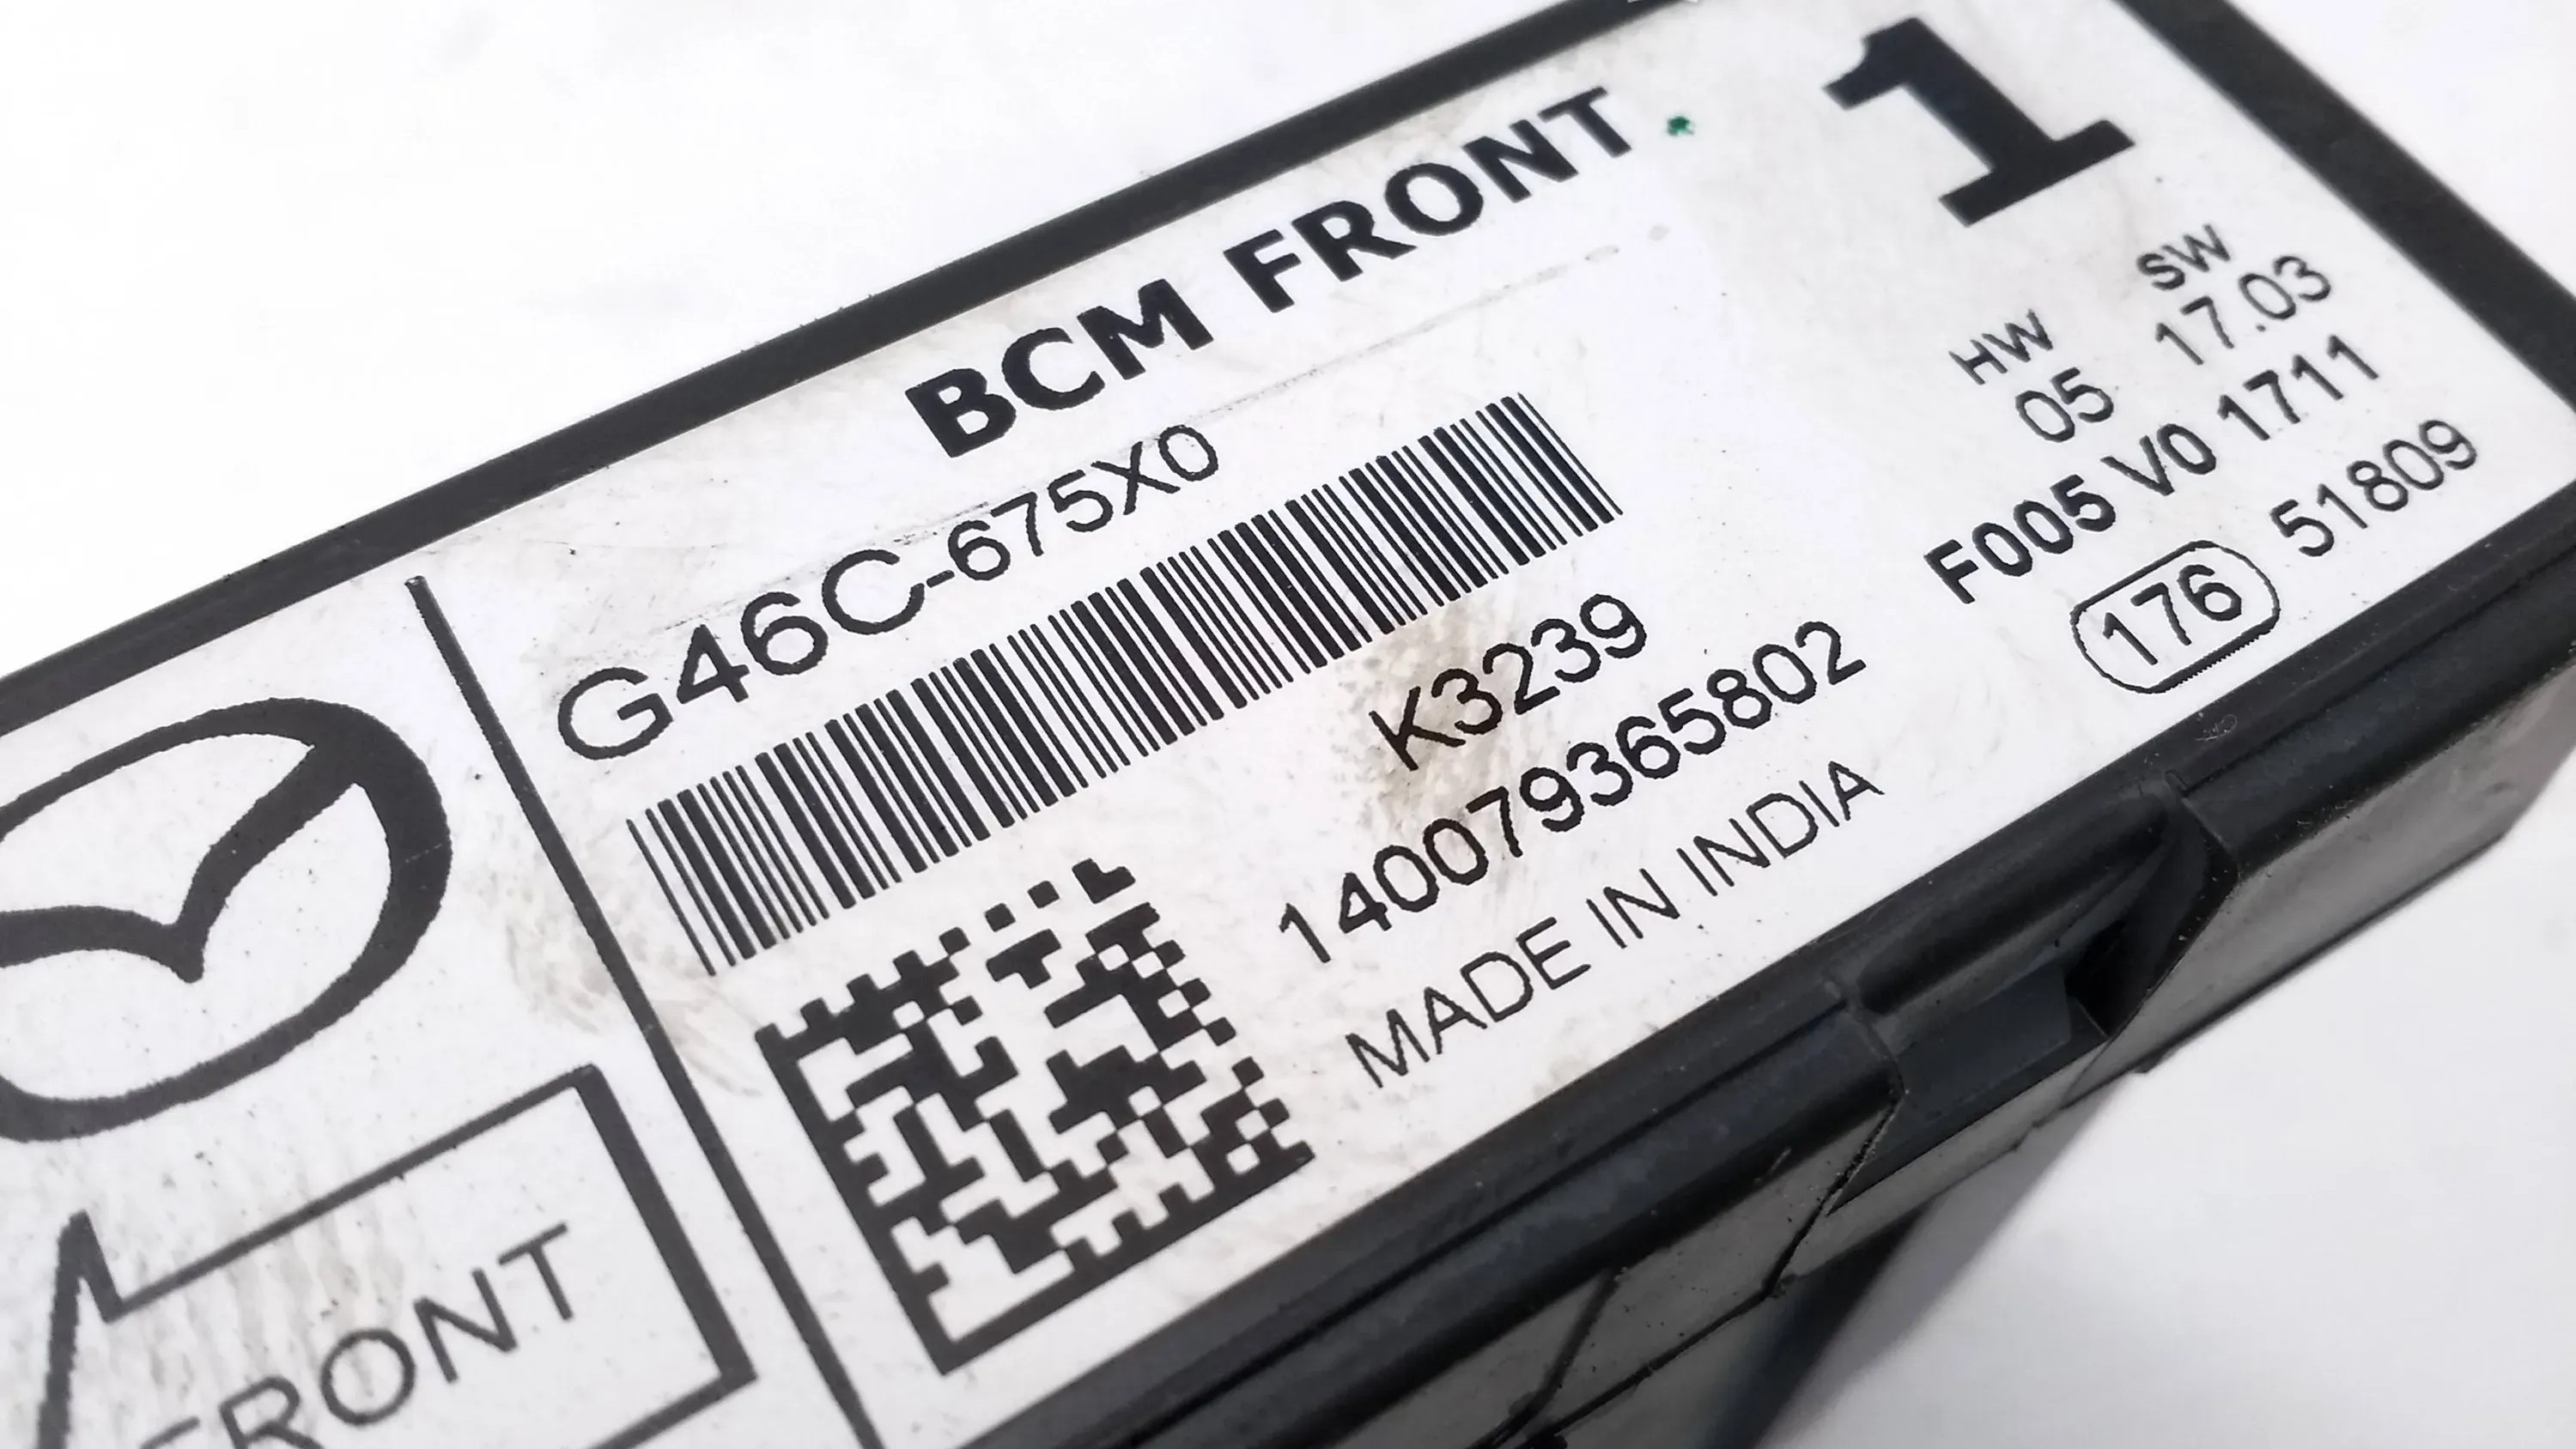 BCM FRONT
1
G46C-675X0
HW SW
05 17.03
F005 V0 1711
176 51809
K3239
140079365802
MADE IN INDIA
FRONT